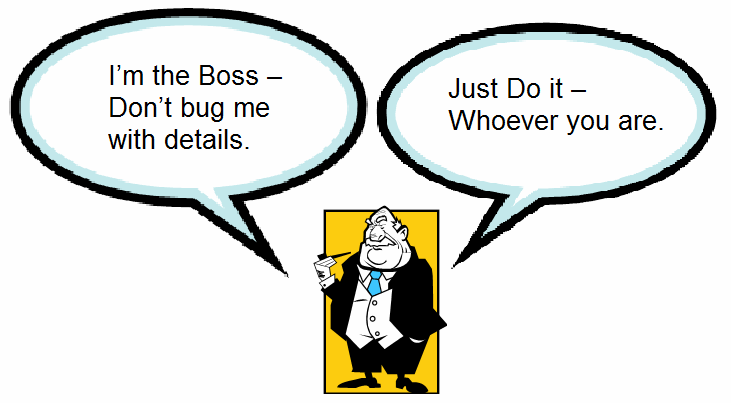 I’m the Boss –
Don’t bug me
with details.
Just Do it –
Whoever you are.